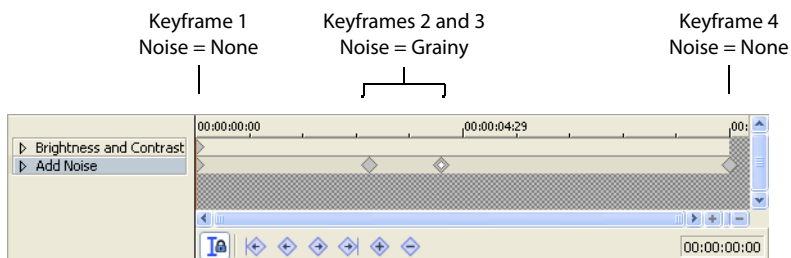 Keyframe 1
Noise = None
Keyframes 2 and 3
Noise = Grainy
Keyframe 4
Noise = None
00:00:00:00
00:00:04:29
00:
Brightness and Contrast
Add Noise
00:00:00:00